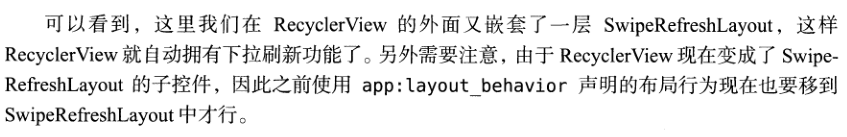 可以看到，这里我们在 RecyclerView 的外面又嵌套了一层 SwipeRefreshLayout，这样
RecyclerView 就自动拥有下拉刷新功能了。另外需要注意，由于 RecyclerView 现在变成了 Swipe-
RefreshLayout 的子控件，因此之前使用 app:layout_behavior 声明的布局行为现在也要移到
SwipeRefreshLayout 中才行。